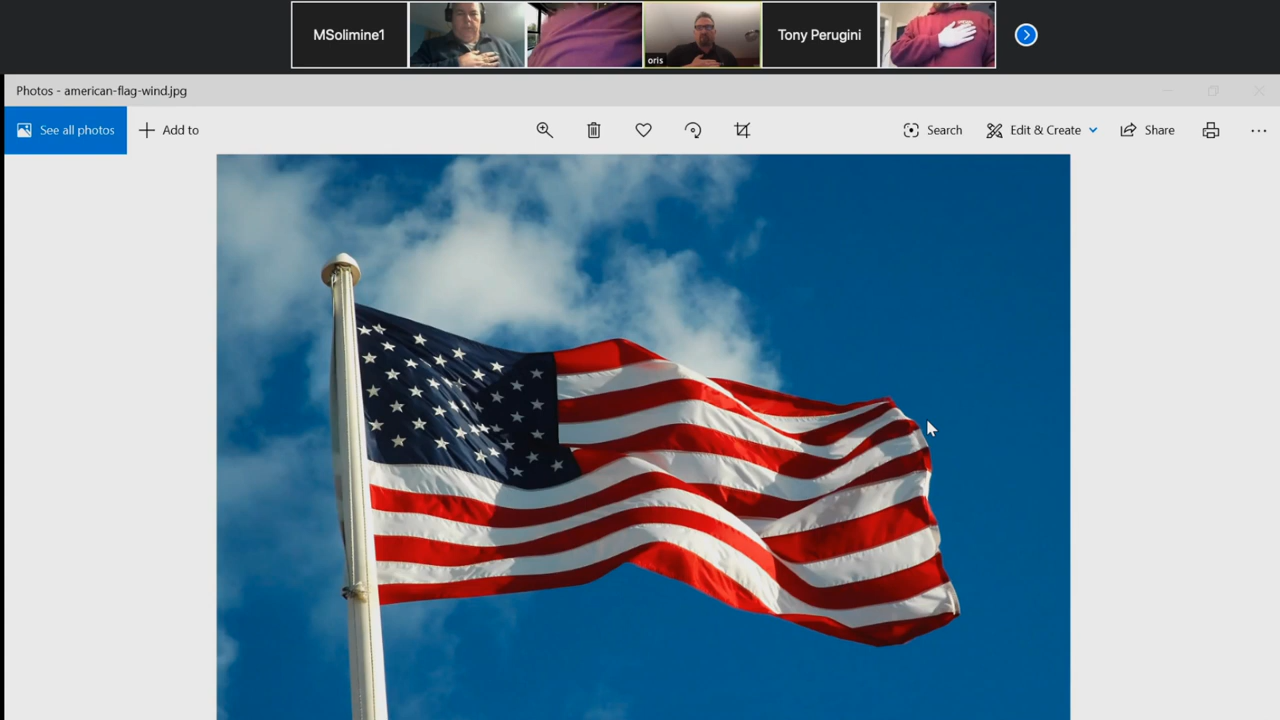 MSolimine1
oris
Tony Perugini
Photos - american-flag-wind.jpg
See all photos
Add to
Search
Edit & Create
Share